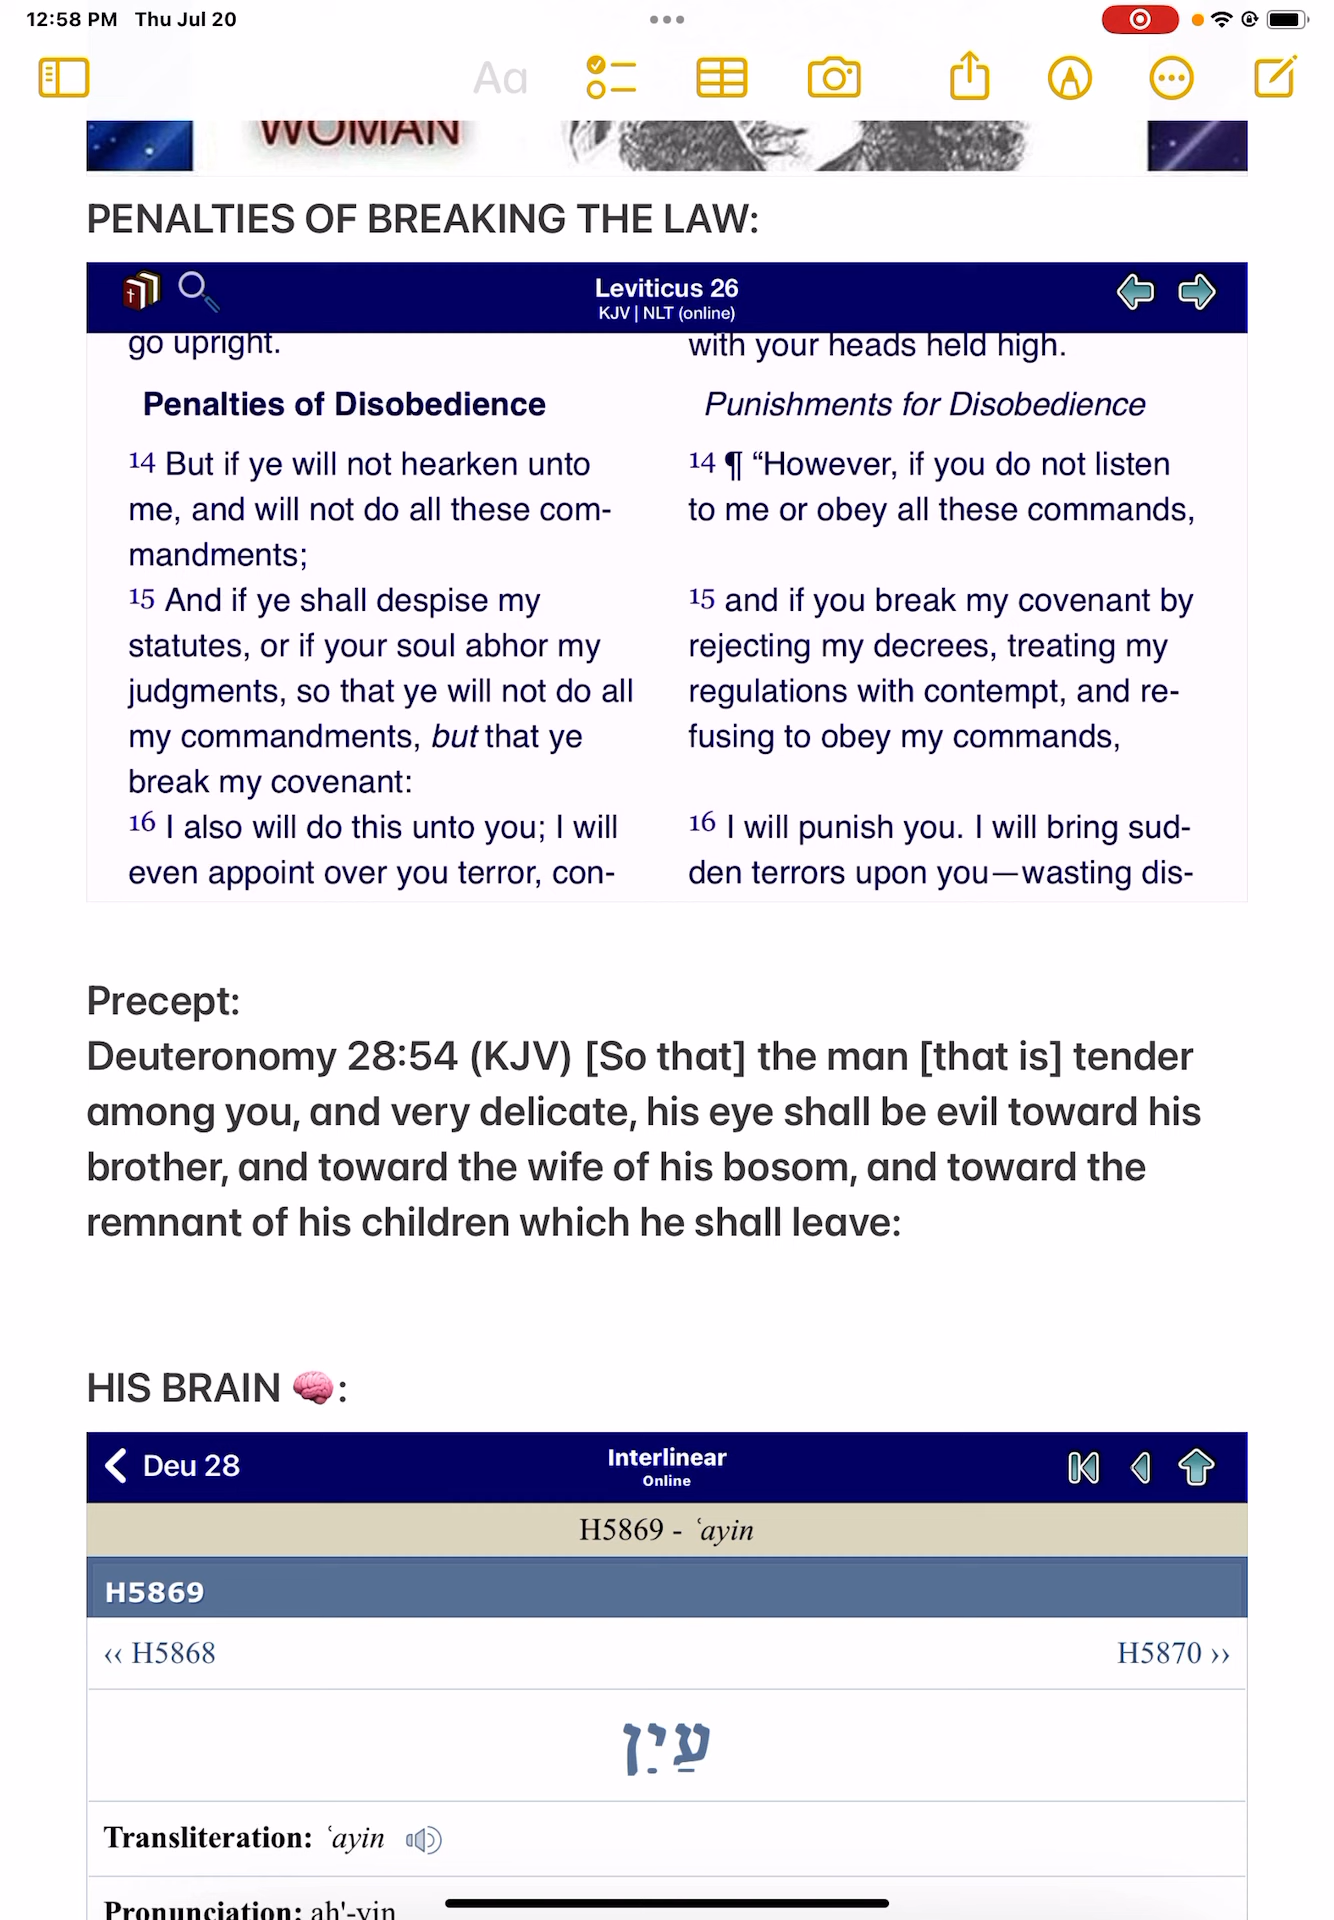 12:58 PM Thu Jul 20
Aa
WOMAN
PENALTIES OF BREAKING THE LAW:
Leviticus 26
KJV | NLT (online)
go upright.
Penalties of Disobedience
14 But if ye will not hearken unto
me, and will not do all these com-
mandments;
15 And if ye shall despise my
statutes, or if your soul abhor my
judgments, so that ye will not do all
my commandments, but that ye
break my covenant:
16 I also will do this unto you; I will
even appoint over you terror, con-
with your heads held high.
Punishments for Disobedience
14 ¶ “However, if you do not listen
to me or obey all these commands,
15 and if you break my covenant by
rejecting my decrees, treating my
regulations with contempt, and re-
fusing to obey my commands,
16 I will punish you. I will bring sud-
den terrors upon you—wasting dis-
Precept:
Deuteronomy 28:54 (KJV) [So that] the man [that is] tender
among you, and very delicate, his eye shall be evil toward his
brother, and toward the wife of his bosom, and toward the
remnant of his children which he shall leave:
HIS BRAIN 🧠:
Deu 28
Interlinear
Online
H5869 - ʿayin
H5869
‹‹ H5868
H5870 ››
עַיִן
Transliteration: ʿayin
Pronunciation: ah'-yin